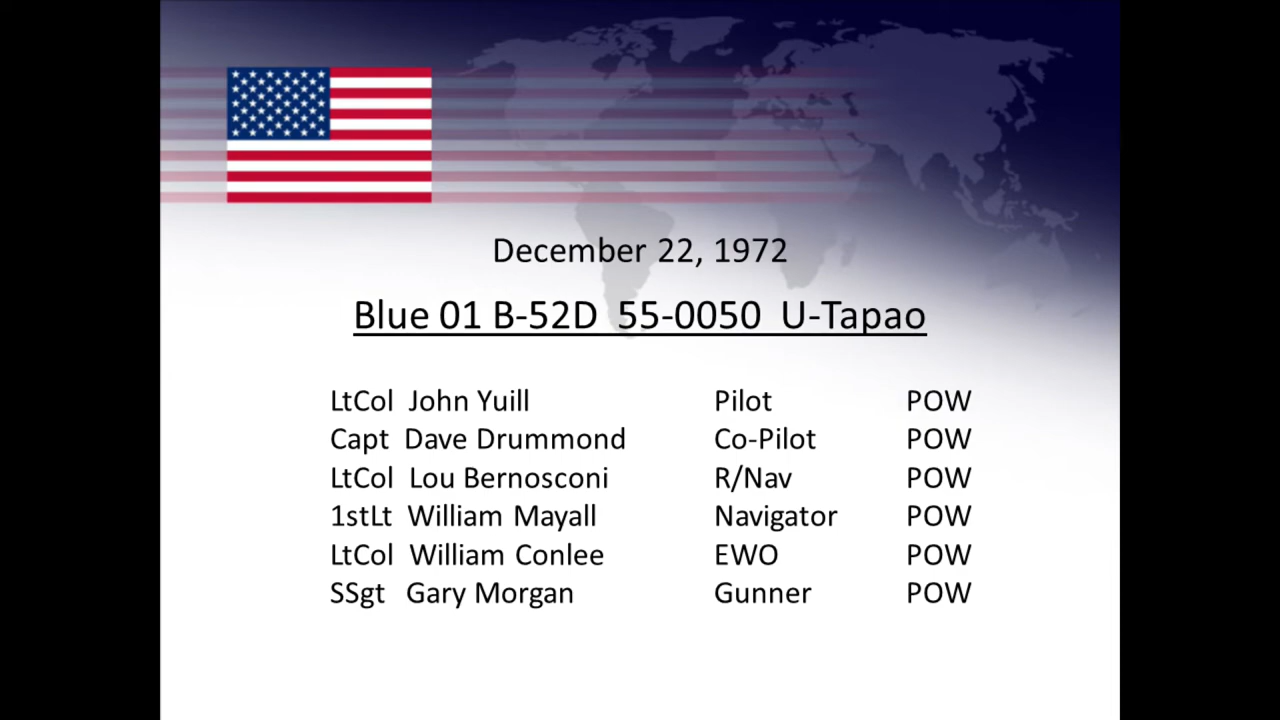 December 22, 1972
Blue 01 B-52D 55-0050 U-Tapao
LtCol John Yuill Pilot POW
Capt Dave Drummond Co-Pilot POW
LtCol Lou Bernosconi R/Nav POW
1stLt William Mayall Navigator POW
LtCol William Conlee EWO POW
SSgt Gary Morgan Gunner POW